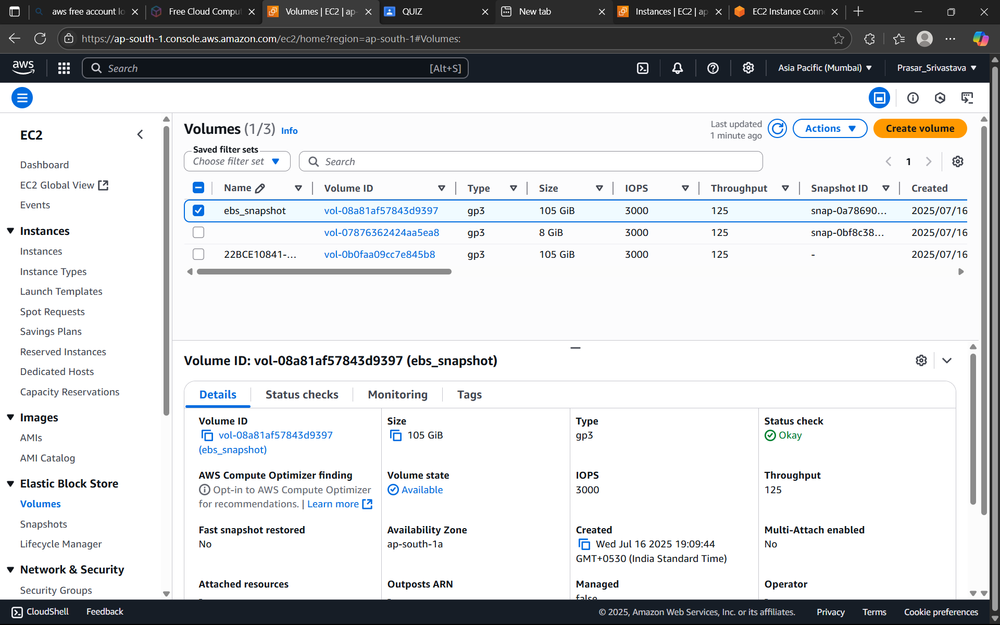 aws free account lo
Free Cloud Comput
Volumes | EC2 | ap-
QUIZ
New tab
Instances | EC2 | ap
EC2 Instance Conn
https://ap-south-1.console.aws.amazon.com/ec2/home?region=ap-south-1#Volumes:
aws
Search
[Alt+S]
Asia Pacific (Mumbai)
Prasar_Srivastava
EC2
Dashboard
EC2 Global View
Events
Instances
Instances
Instance Types
Launch Templates
Spot Requests
Savings Plans
Reserved Instances
Dedicated Hosts
Capacity Reservations
Images
AMIs
AMI Catalog
Elastic Block Store
Volumes
Snapshots
Lifecycle Manager
Network & Security
Security Groups
Volumes (1/3) Info
Last updated
1 minute ago
Actions
Create volume
Saved filter sets
Choose filter set
Search
1
Name Volume ID Type Size IOPS Throughput Snapshot ID Created
ebs_snapshot vol-08a81af57843d9397 gp3 105 GiB 3000 125 snap-0a78690... 2025/07/16
vol-07876362424aa5ea8 gp3 8 GiB 3000 125 snap-0bf8c38... 2025/07/16
22BCE10841-... vol-0b0faa09cc7e845b8 gp3 105 GiB 3000 125 - 2025/07/16
Volume ID: vol-08a81af57843d9397 (ebs_snapshot)
Details
Status checks
Monitoring
Tags
Volume ID
vol-08a81af57843d9397
(ebs_snapshot)
Size
105 GiB
Type
gp3
Status check
Okay
AWS Compute Optimizer finding
Opt-in to AWS Compute Optimizer
for recommendations. | Learn more
Volume state
Available
IOPS
3000
Throughput
125
Fast snapshot restored
No
Availability Zone
ap-south-1a
Created
Wed Jul 16 2025 19:09:44
GMT+0530 (India Standard Time)
Multi-Attach enabled
No
Attached resources
-
Outposts ARN
-
Managed
false
Operator
-
CloudShell
Feedback
© 2025, Amazon Web Services, Inc. or its affiliates.
Privacy
Terms
Cookie preferences